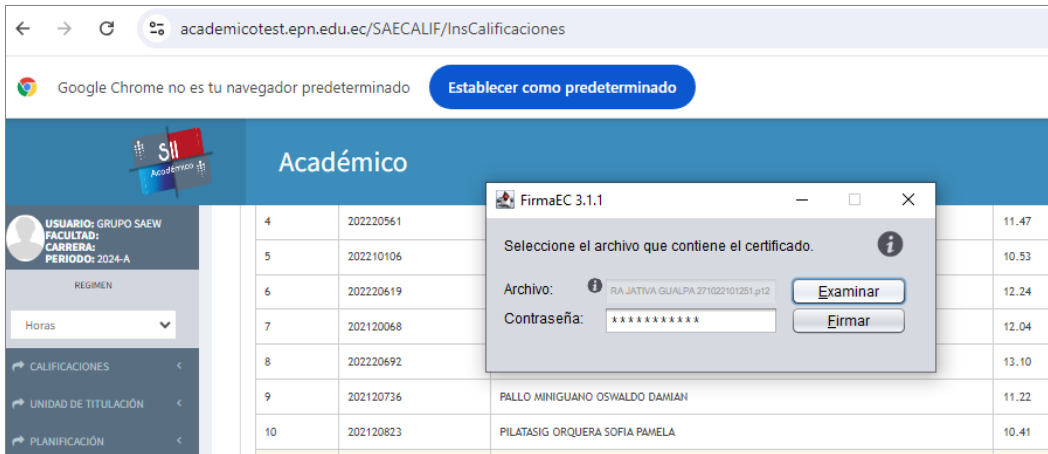 academicotest.epn.edu.ec/SAECALIF/InsCalificaciones
Google Chrome no es tu navegador predeterminado
Establecer como predeterminado
SII
Académico
Académico
USUARIO: GRUPO SAEW
FACULTAD:
CARRERA:
PERIODO: 2024-A
REGIMEN
Horas
CALIFICACIONES
UNIDAD DE TITULACIÓN
PLANIFICACIÓN
FirmaEC 3.1.1
Seleccione el archivo que contiene el certificado.
Archivo: RA JATIVA GUALPA 271022101251.p12 Examinar
Contraseña: *********** Firmar
4 202220561 11.47
5 202210106 10.53
6 202220619 12.24
7 202120068 12.04
8 202220692 13.10
9 202120736 PALLO MINIGUANO OSWALDO DAMIAN 11.22
10 202120823 PILATASIG ORQUERA SOFIA PAMELA 10.41